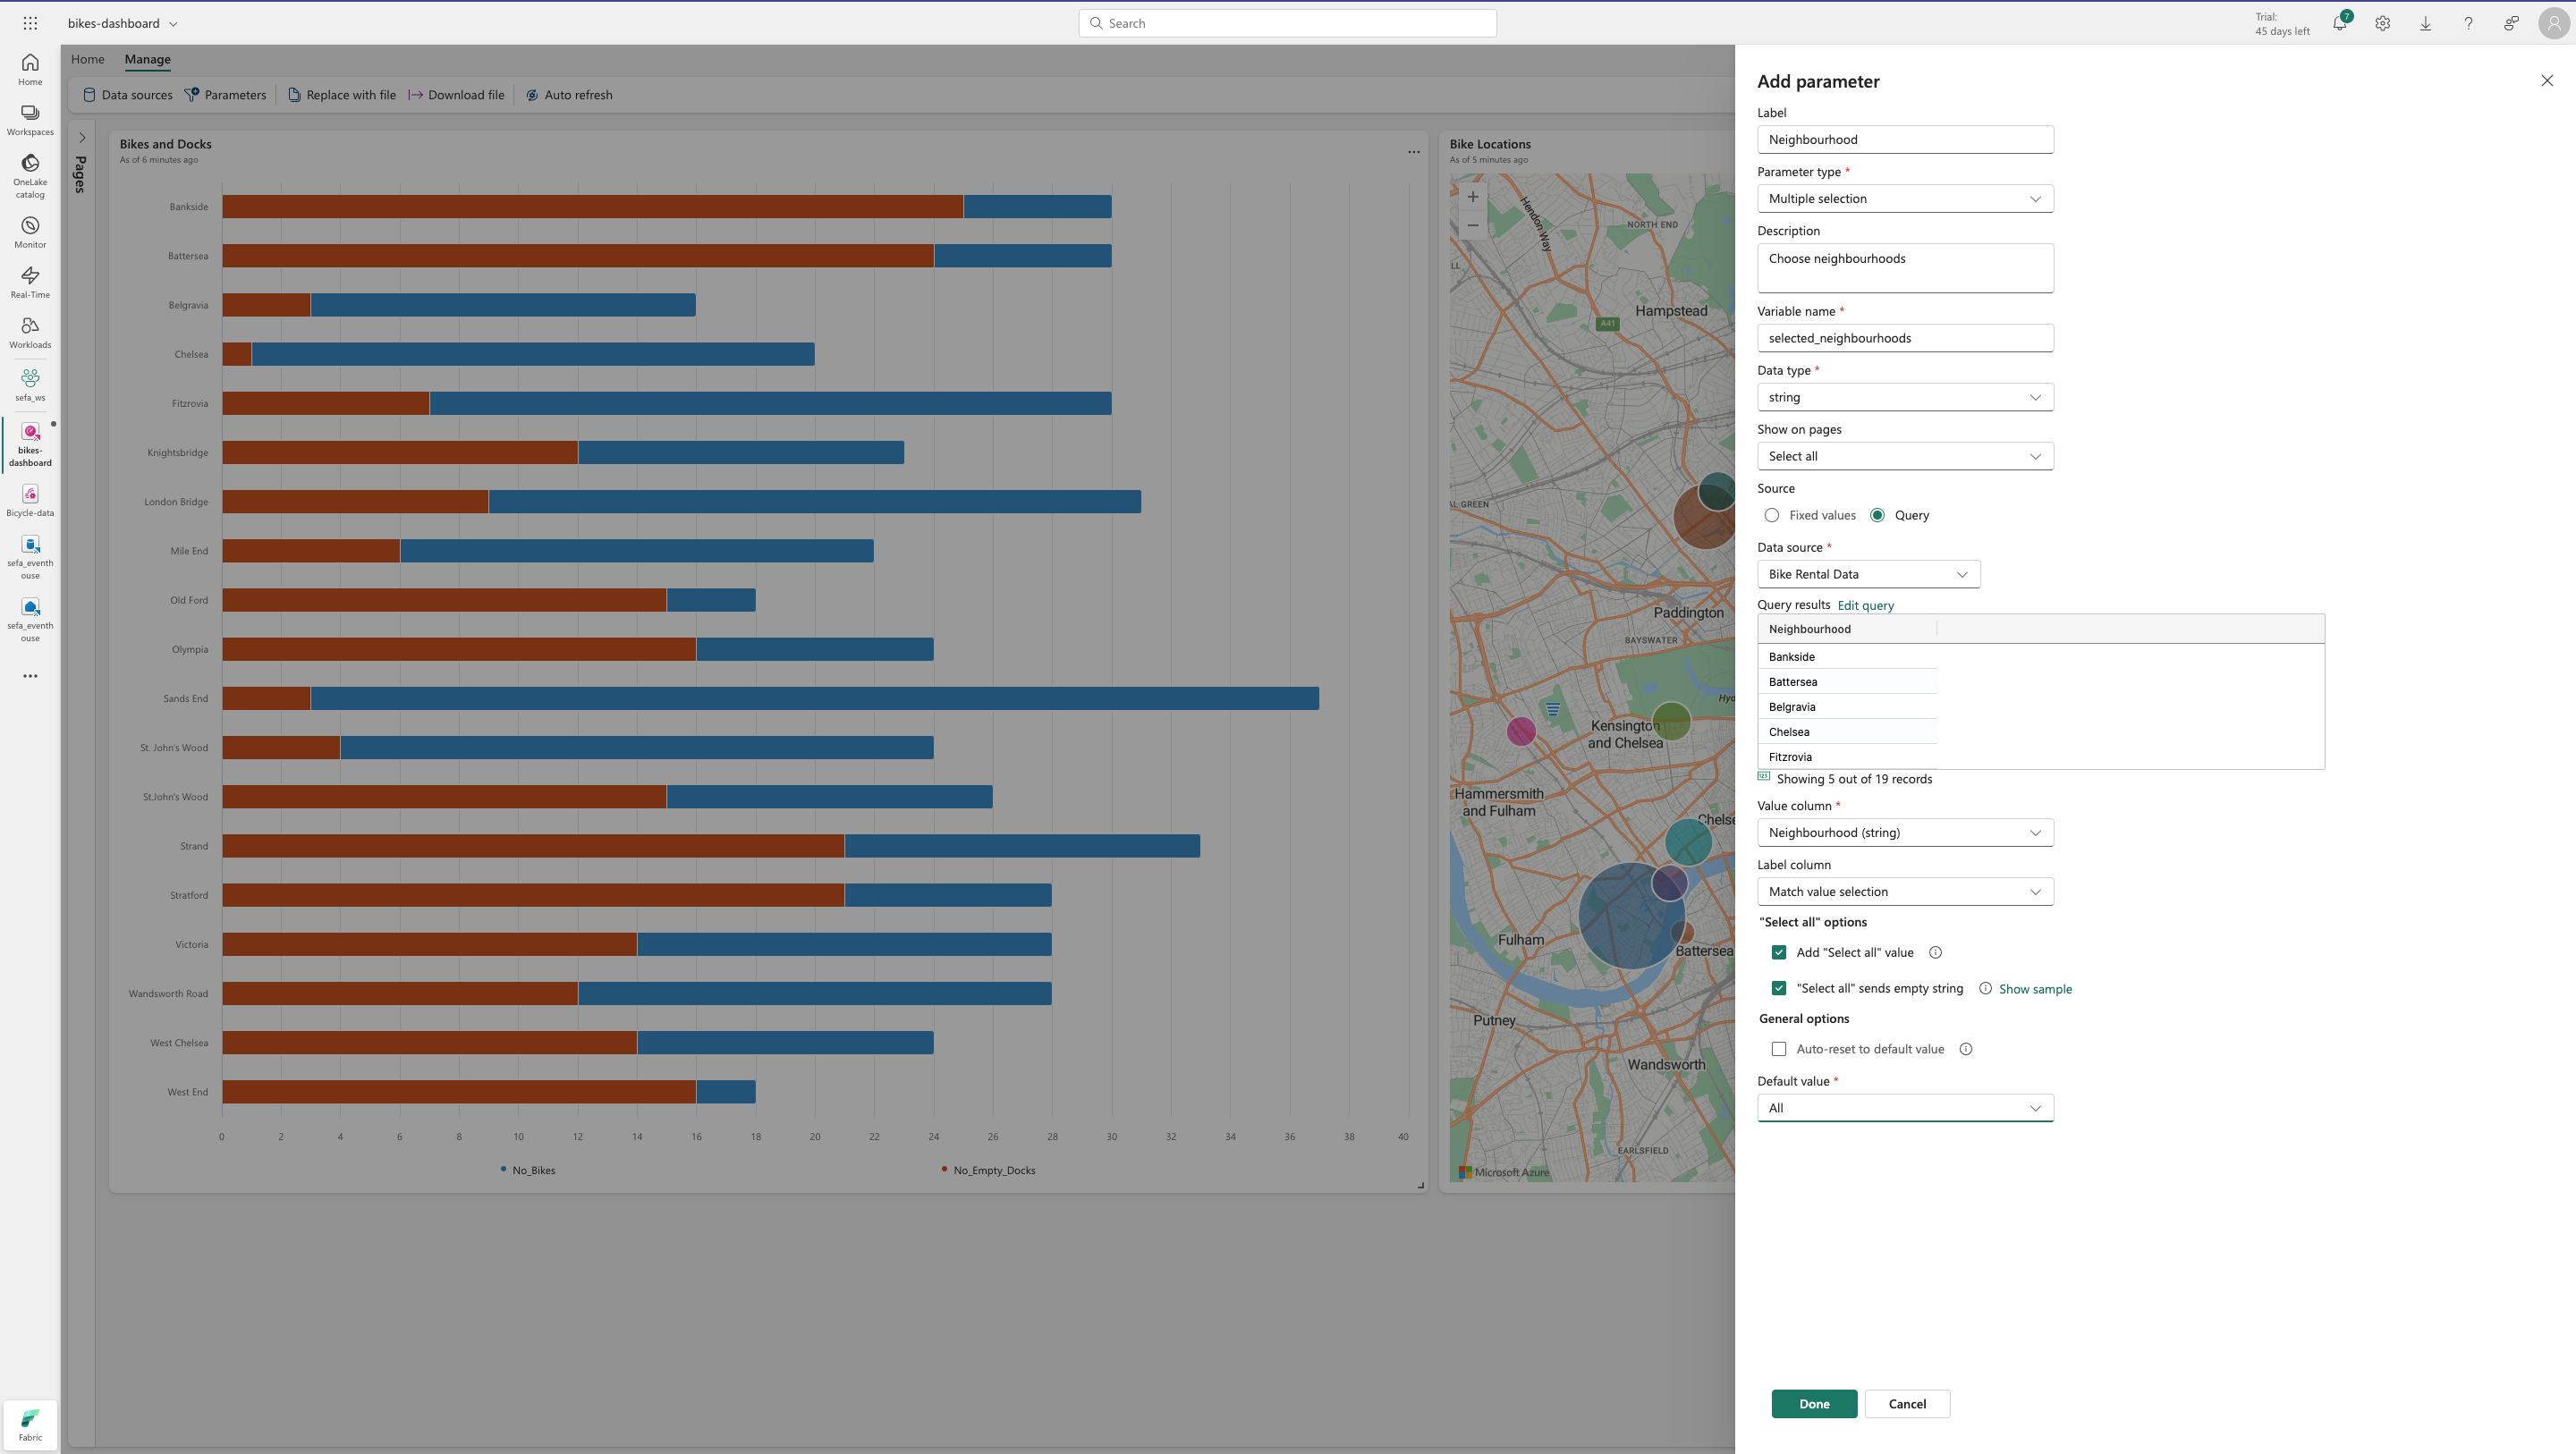 bikes-dashboard
Search
Trial:
45 days left
7
Home
Workspaces
OneLake
catalog
Monitor
Real-Time
Workloads
sefa_ws
bikes-
dashboard
Bicycle-data
sefa_eventh
ouse
sefa_eventh
ouse
Fabric
Home Manage
Data sources Parameters Replace with file Download file Auto refresh
Pages
Bikes and Docks
As of 6 minutes ago
Bankside
Battersea
Belgravia
Chelsea
Fitzrovia
Knightsbridge
London Bridge
Mile End
Old Ford
Olympia
Sands End
St. John's Wood
St.John's Wood
Strand
Stratford
Victoria
Wandsworth Road
West Chelsea
West End
0 2 4 6 8 10 12 14 16 18 20 22 24 26 28 30 32 34 36 38 40
No_Bikes No_Empty_Docks
Bike Locations
As of 5 minutes ago
Hendon Way
NORTH END
LL
Hampstead
A41
AL GREEN
Paddington
BAYSWATER
Hyd
Kensington
and Chelsea
Hammersmith
and Fulham
Chelse
Fulham
Battersea
Putney
Wandsworth
EARLSFIELD
Microsoft Azure
Add parameter
Label
Neighbourhood
Parameter type *
Multiple selection
Description
Choose neighbourhoods
Variable name *
selected_neighbourhoods
Data type *
string
Show on pages
Select all
Source
Fixed values Query
Data source *
Bike Rental Data
Query results Edit query
Neighbourhood
Bankside
Battersea
Belgravia
Chelsea
Fitzrovia
Showing 5 out of 19 records
Value column *
Neighbourhood (string)
Label column
Match value selection
"Select all" options
Add "Select all" value
"Select all" sends empty string Show sample
General options
Auto-reset to default value
Default value *
All
Done Cancel